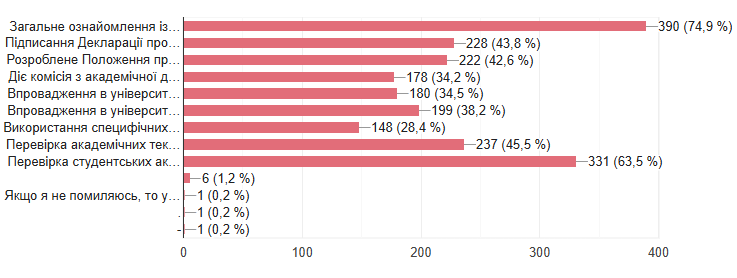 Загальне ознайомлення із… 390 (74,9 %)
Підписання Декларації про… 228 (43,8 %)
Розроблене Положення пр… 222 (42,6 %)
Діє комісія з академічної д… 178 (34,2 %)
Впровадження в університ… 180 (34,5 %)
Впровадження в університ… 199 (38,2 %)
Використання специфічних… 148 (28,4 %)
Перевірка академічних тек… 237 (45,5 %)
Перевірка студентських ак… 331 (63,5 %)
6 (1,2 %)
Якщо я не помиляюсь, то у… 1 (0,2 %)
. 1 (0,2 %)
- 1 (0,2 %)
0 100 200 300 400